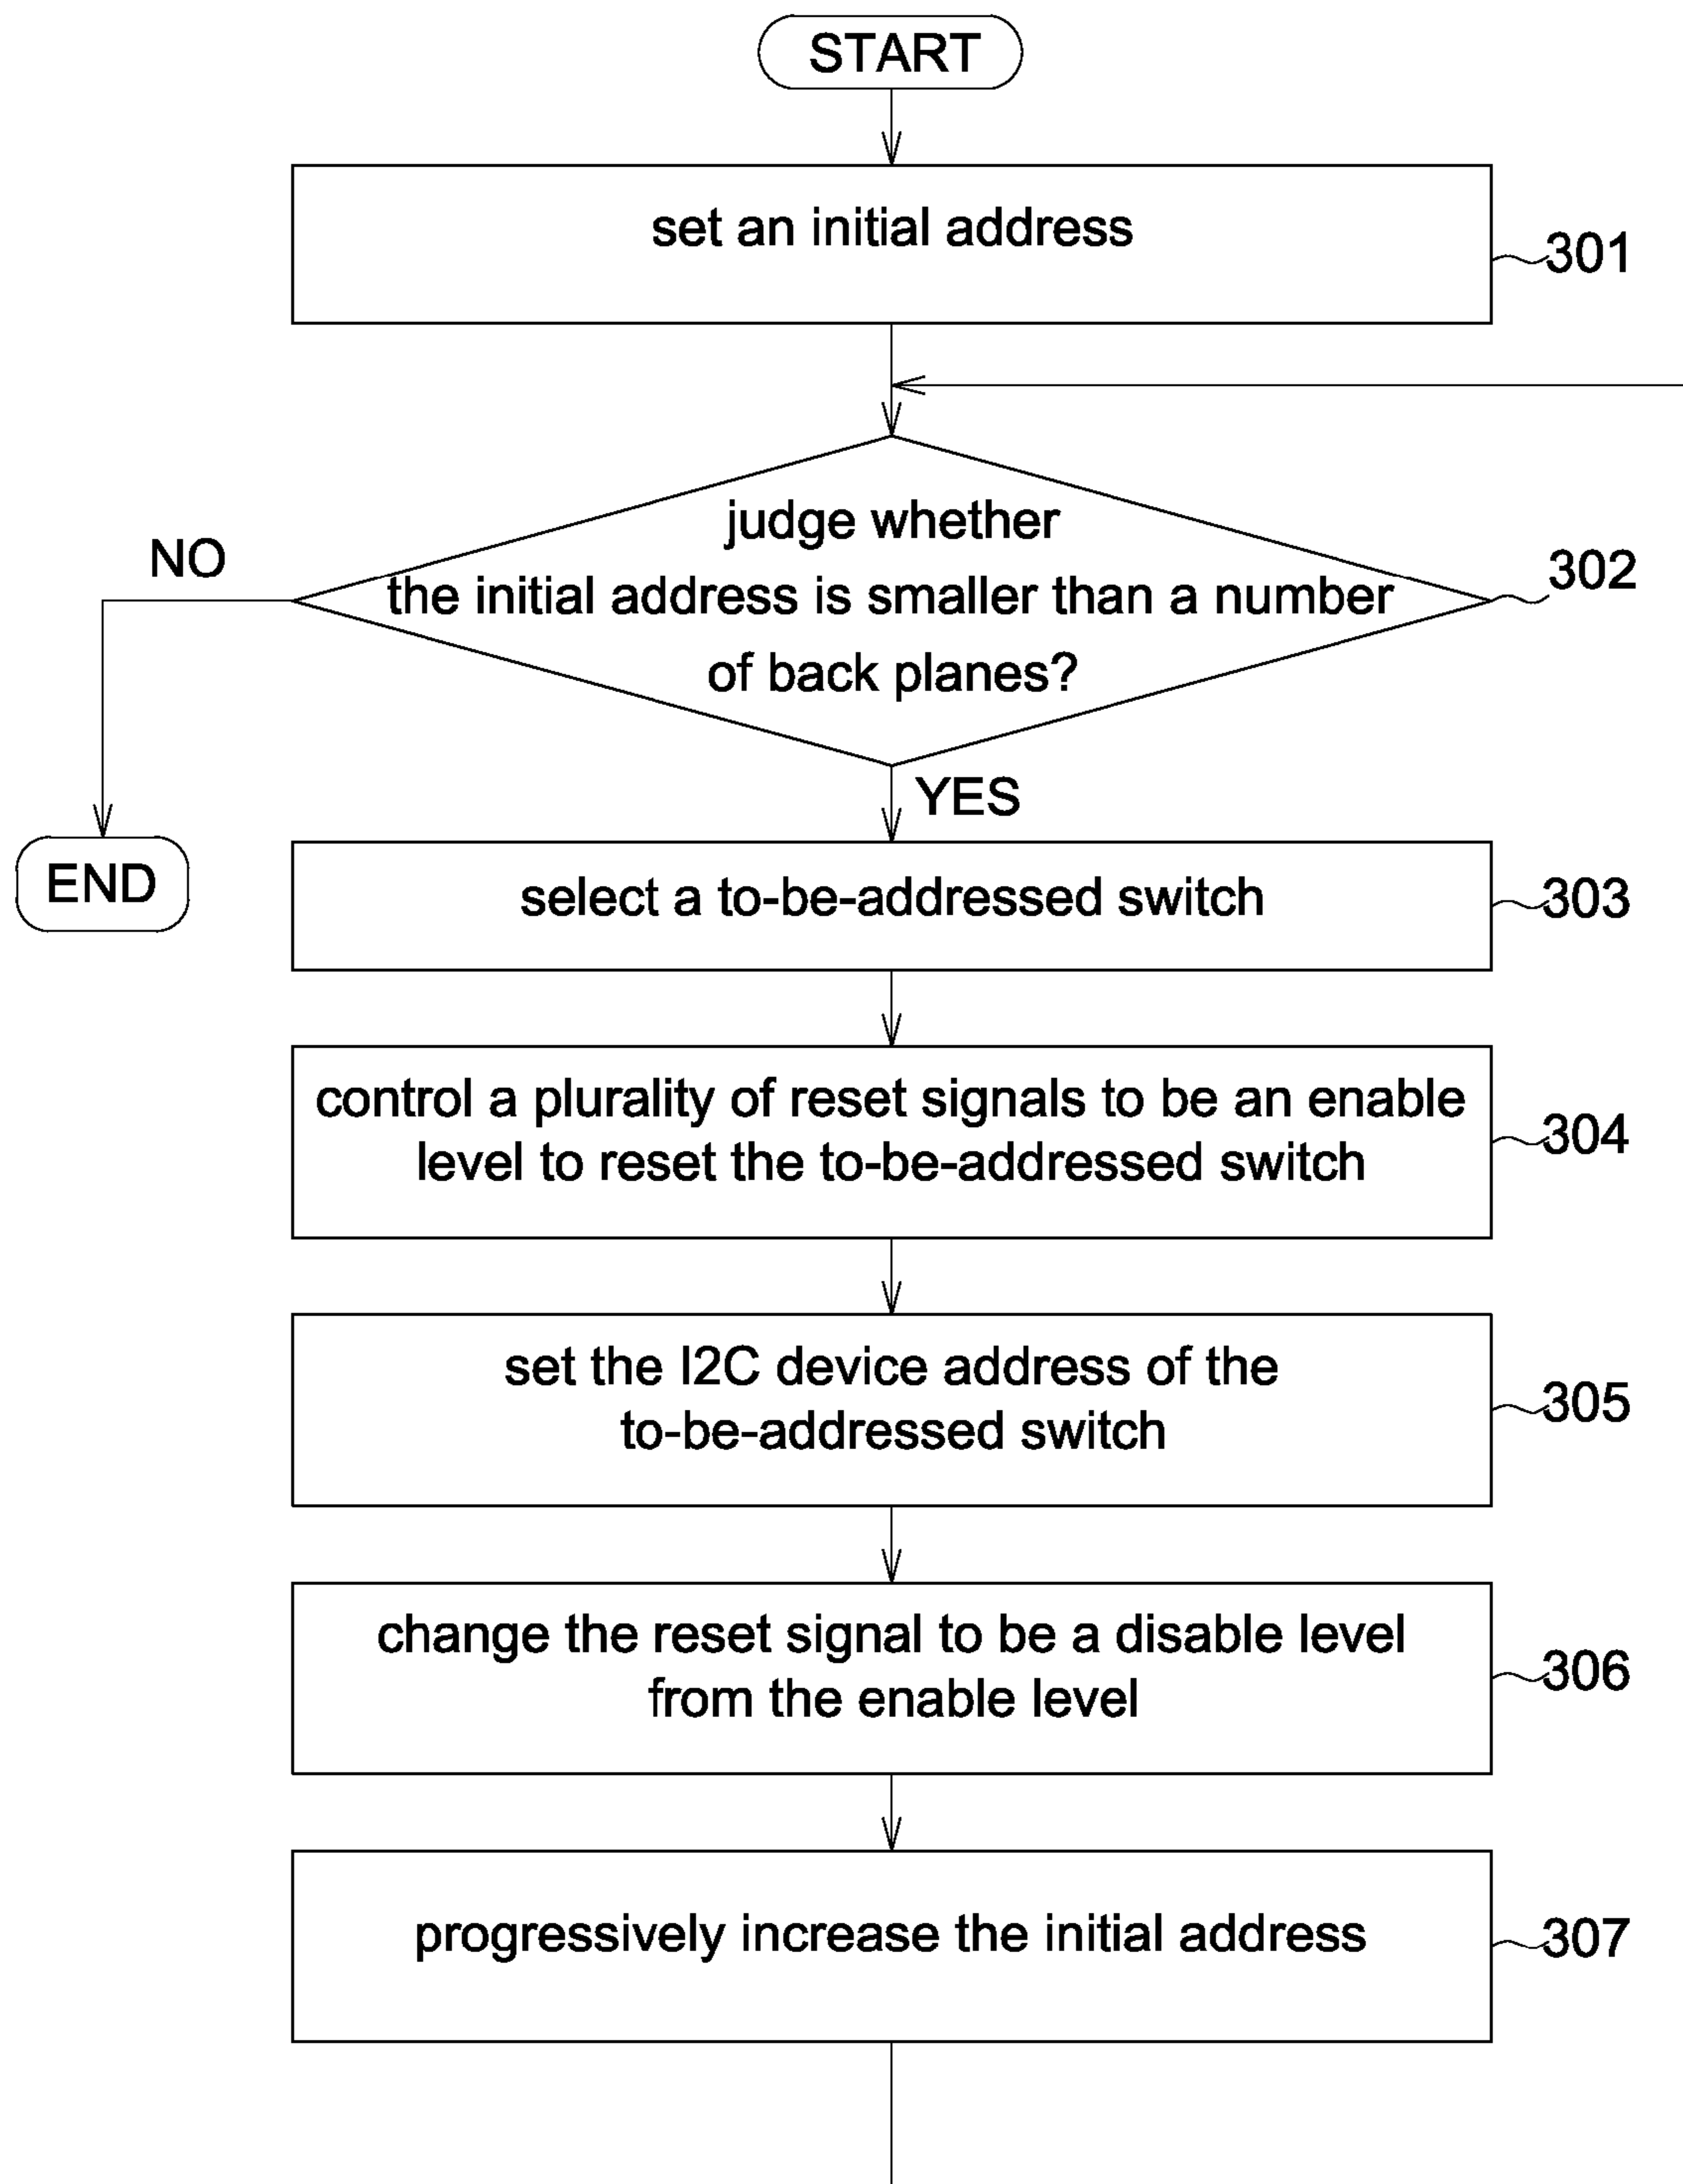 START
set an initial address
301
judge whether
the initial address is smaller than a number
of back planes?
302
NO
YES
END
select a to-be-addressed switch
303
control a plurality of reset signals to be an enable
level to reset the to-be-addressed switch
304
set the I2C device address of the
to-be-addressed switch
305
change the reset signal to be a disable level
from the enable level
306
progressively increase the initial address
307